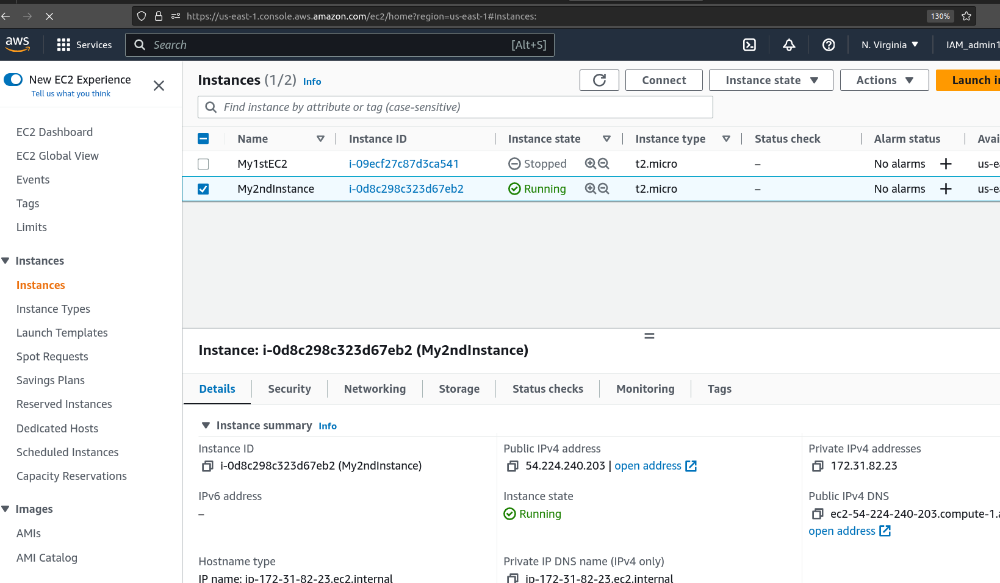 https://us-east-1.console.aws.amazon.com/ec2/home?region=us-east-1#Instances:
130%
aws
Services
Search
[Alt+S]
N. Virginia
IAM_admin1
New EC2 Experience
Tell us what you think
EC2 Dashboard
EC2 Global View
Events
Tags
Limits
Instances
Instances
Instance Types
Launch Templates
Spot Requests
Savings Plans
Reserved Instances
Dedicated Hosts
Scheduled Instances
Capacity Reservations
Images
AMIs
AMI Catalog
Instances (1/2) Info
Connect
Instance state
Actions
Launch in
Find instance by attribute or tag (case-sensitive)
Name Instance ID Instance state Instance type Status check Alarm status Avai
My1stEC2 i-09ecf27c87d3ca541 Stopped t2.micro – No alarms + us-ea
My2ndInstance i-0d8c298c323d67eb2 Running t2.micro – No alarms + us-ea
Instance: i-0d8c298c323d67eb2 (My2ndInstance)
Details Security Networking Storage Status checks Monitoring Tags
Instance summary Info
Instance ID
i-0d8c298c323d67eb2 (My2ndInstance)
Public IPv4 address
54.224.240.203 | open address
Private IPv4 addresses
172.31.82.23
IPv6 address
–
Instance state
Running
Public IPv4 DNS
ec2-54-224-240-203.compute-1.a
open address
Hostname type
IP name: ip-172-31-82-23.ec2.internal
Private IP DNS name (IPv4 only)
ip-172-31-82-23.ec2.internal